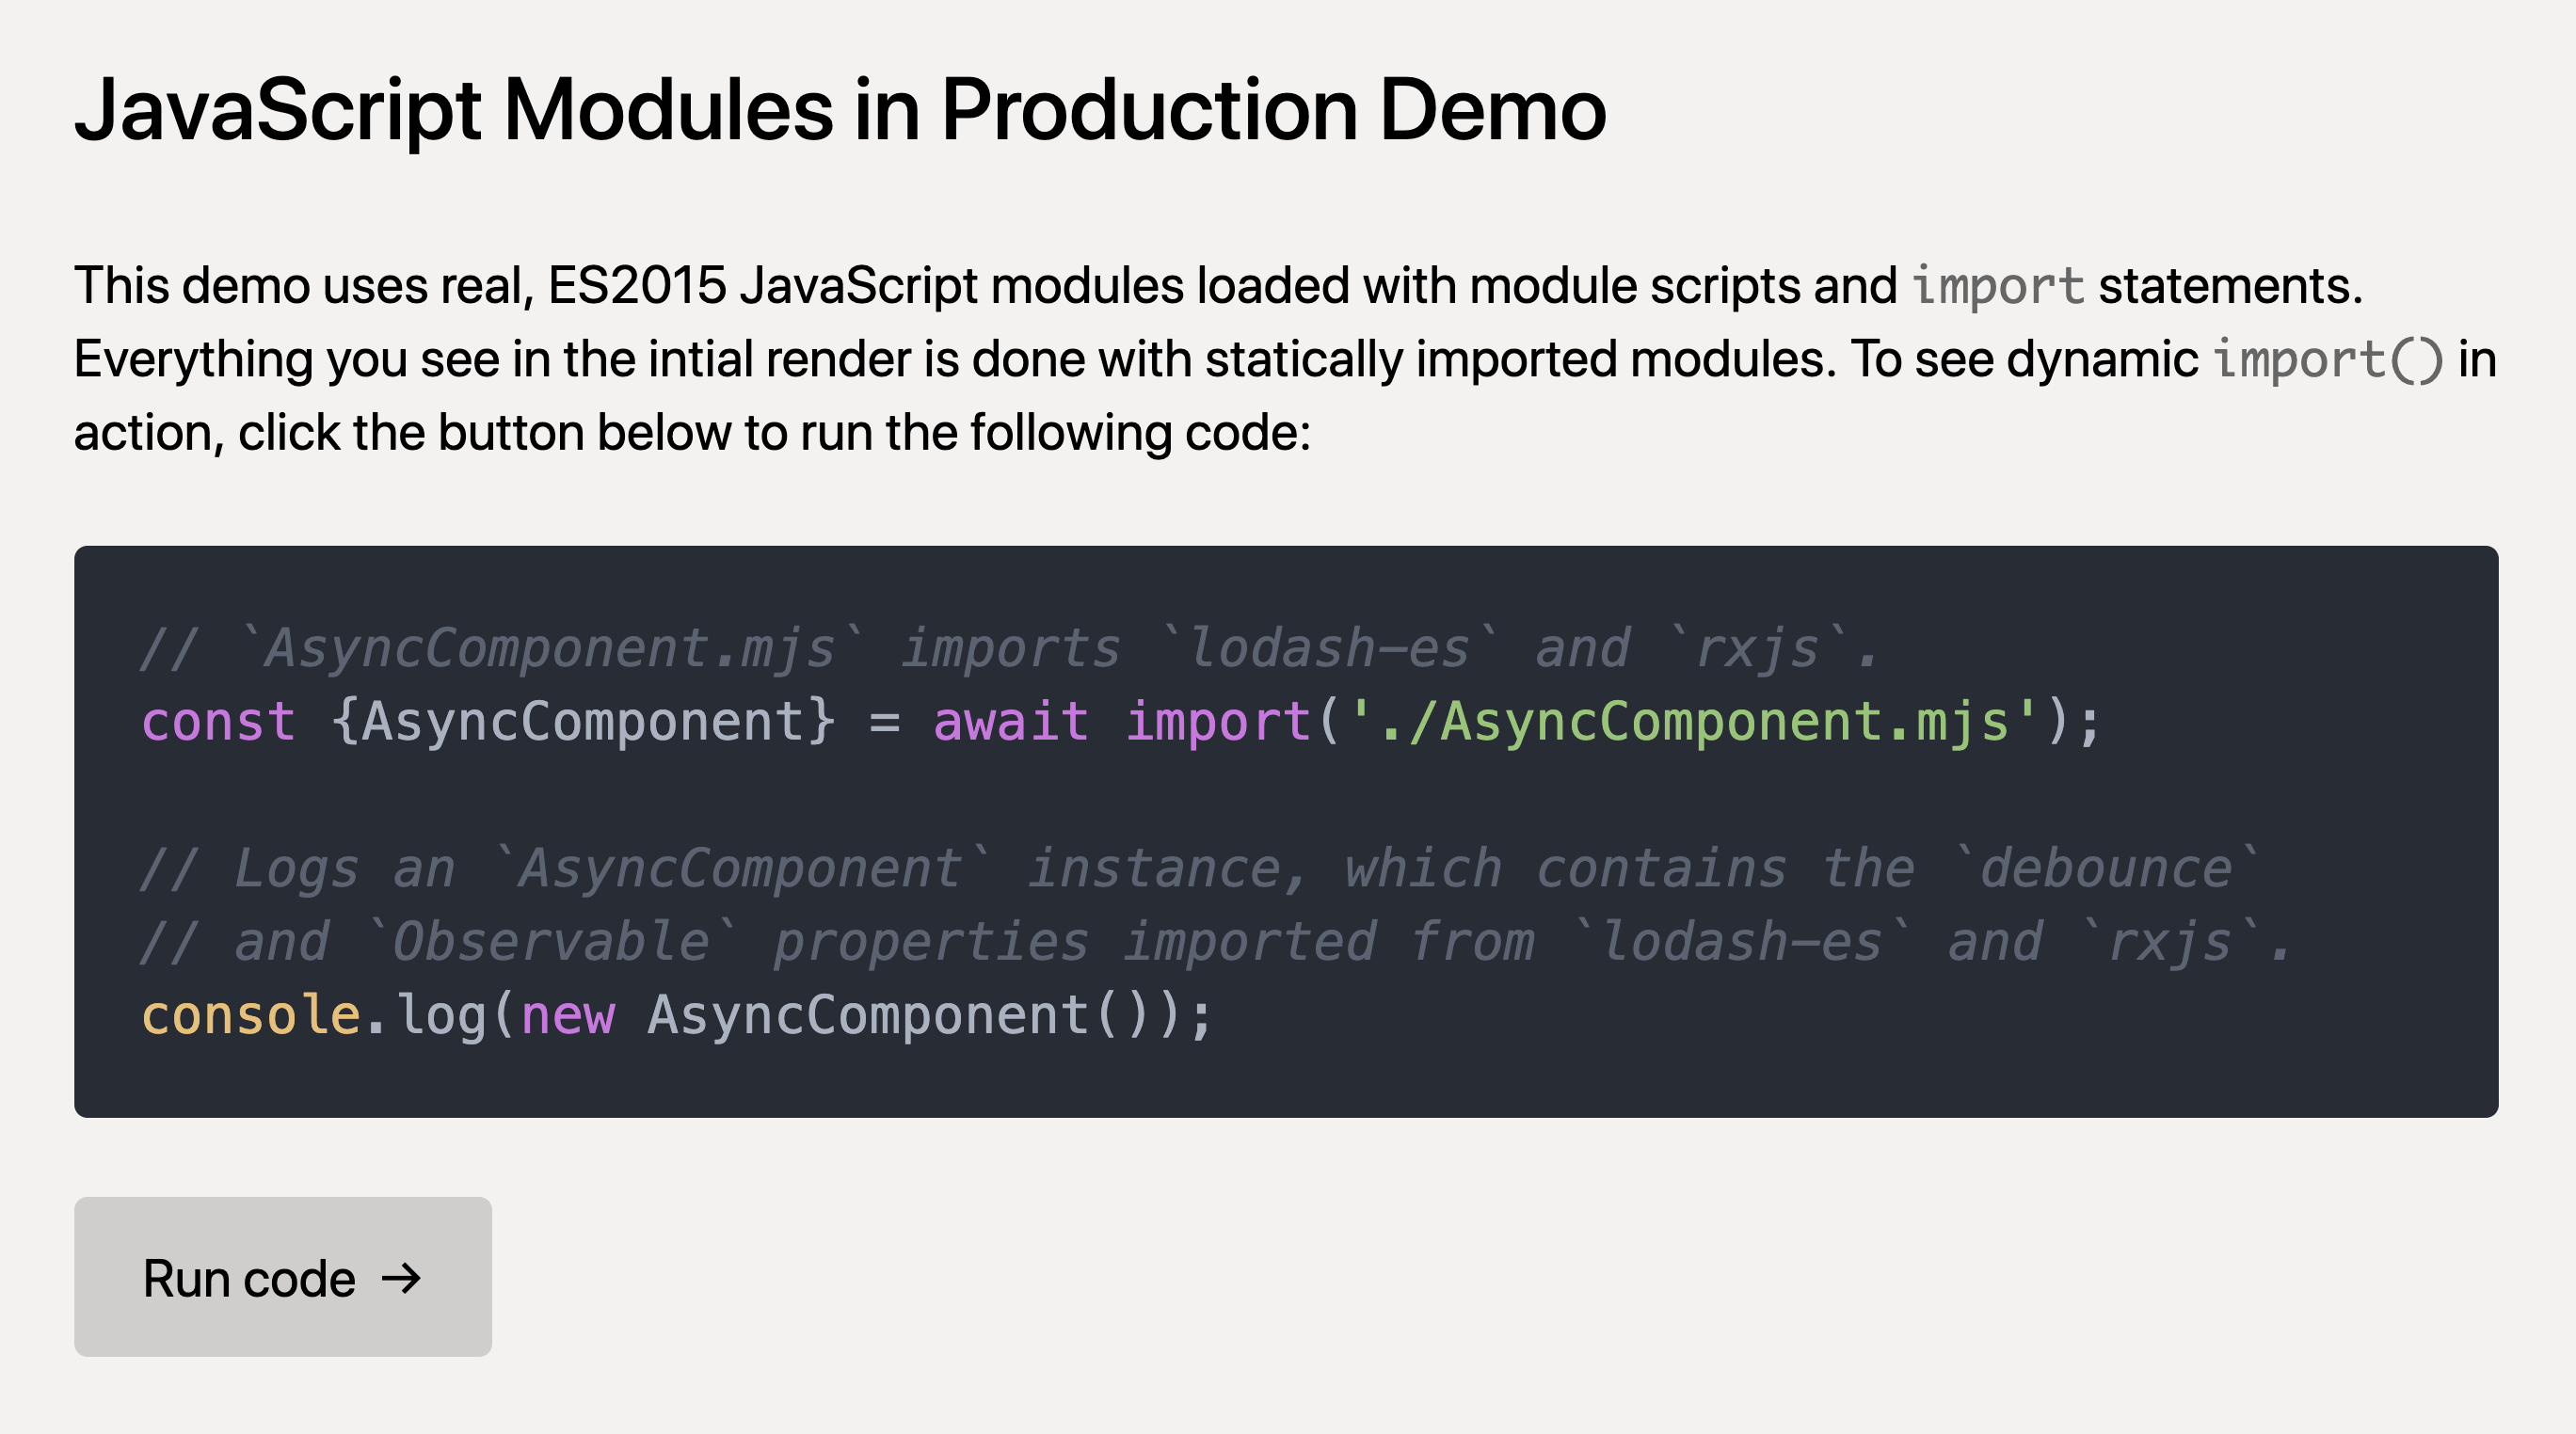 JavaScript Modules in Production Demo
This demo uses real, ES2015 JavaScript modules loaded with module scripts and import statements.
Everything you see in the intial render is done with statically imported modules. To see dynamic import() in
action, click the button below to run the following code:
// `AsyncComponent.mjs` imports `lodash-es` and `rxjs`.
const {AsyncComponent} = await import('./AsyncComponent.mjs');
// Logs an `AsyncComponent` instance, which contains the `debounce`
// and `Observable` properties imported from `lodash-es` and `rxjs`.
console.log(new AsyncComponent());
Run code →